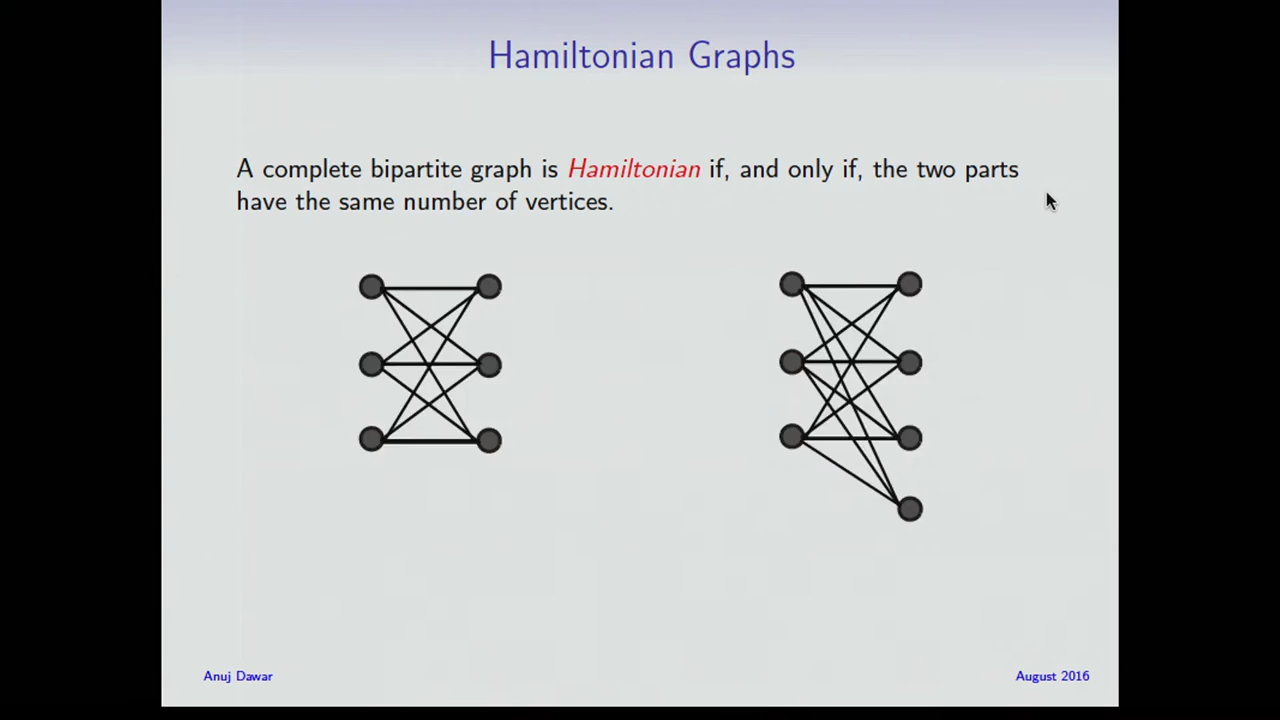 Hamiltonian Graphs
A complete bipartite graph is Hamiltonian if, and only if, the two parts
have the same number of vertices.
Anuj Dawar
August 2016